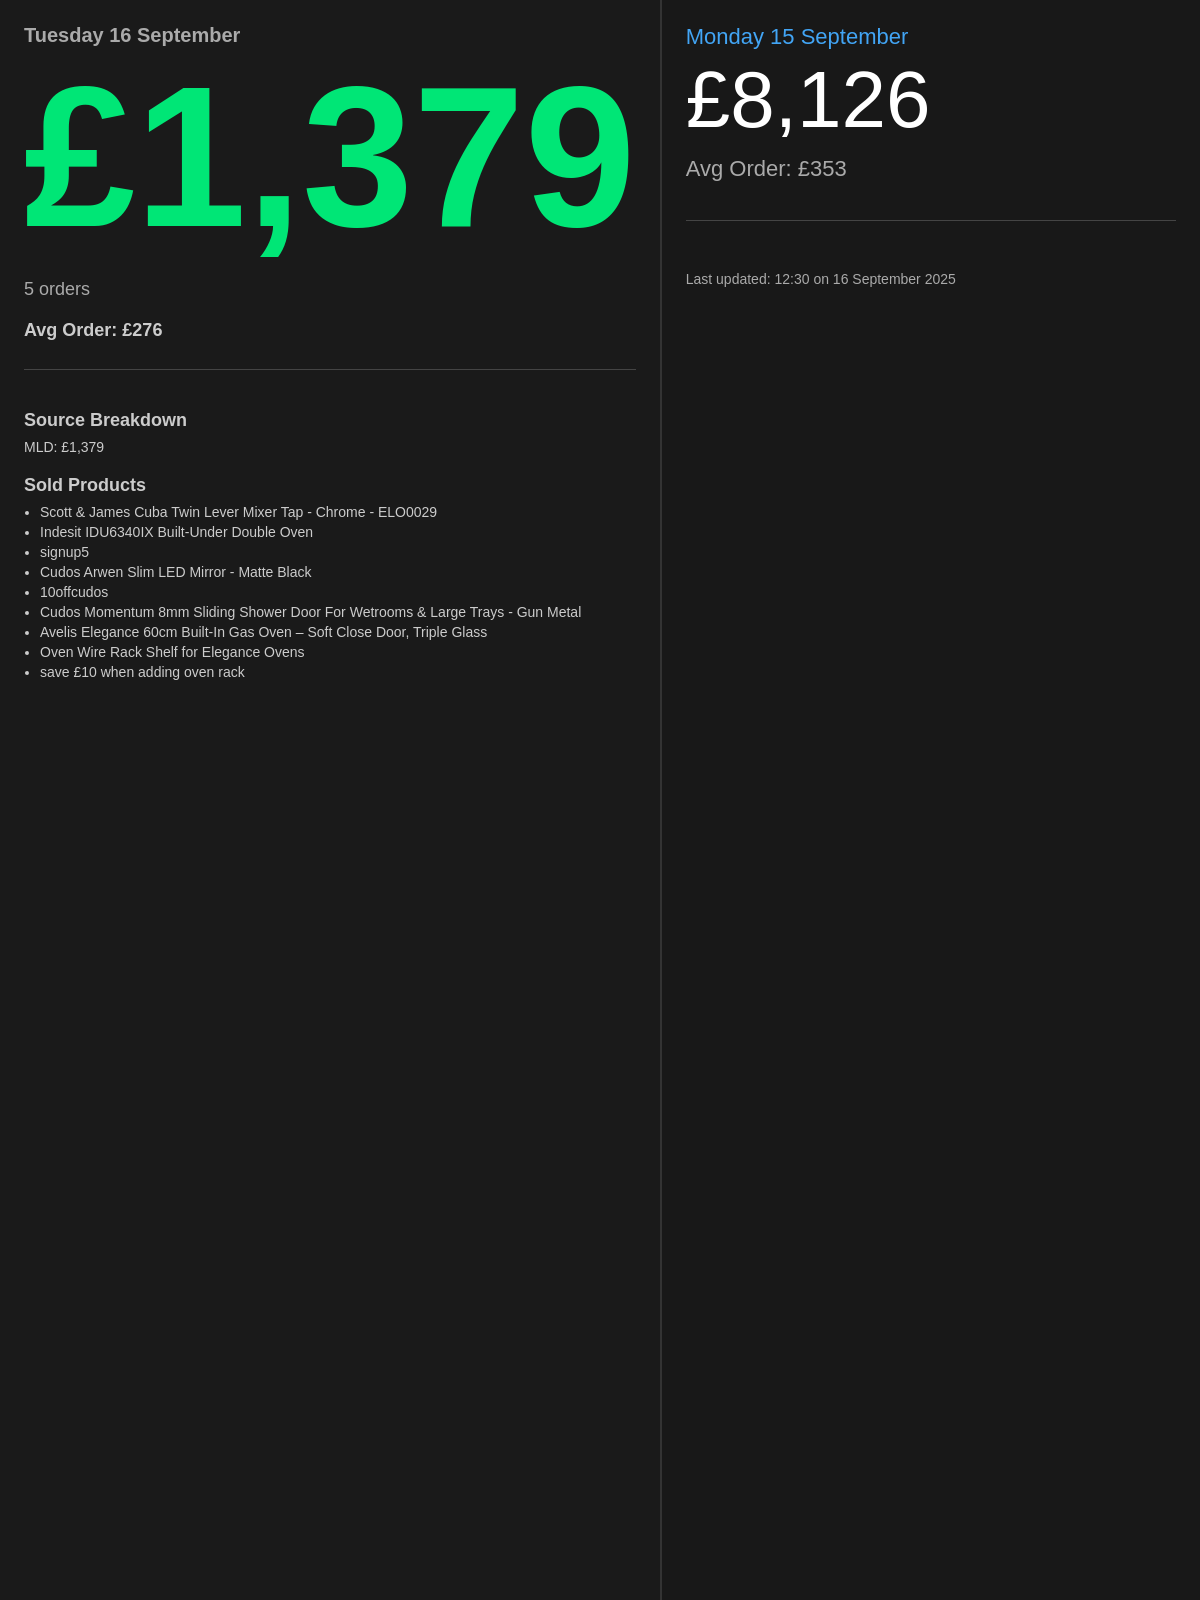 Tuesday 16 September
£1,379
5 orders
Avg Order: £276
Source Breakdown
MLD: £1,379
Sold Products
• Scott & James Cuba Twin Lever Mixer Tap - Chrome - ELO0029
• Indesit IDU6340IX Built-Under Double Oven
• signup5
• Cudos Arwen Slim LED Mirror - Matte Black
• 10offcudos
• Cudos Momentum 8mm Sliding Shower Door For Wetrooms & Large Trays - Gun Metal
• Avelis Elegance 60cm Built-In Gas Oven – Soft Close Door, Triple Glass
• Oven Wire Rack Shelf for Elegance Ovens
• save £10 when adding oven rack
Monday 15 September
£8,126
Avg Order: £353
Last updated: 12:30 on 16 September 2025